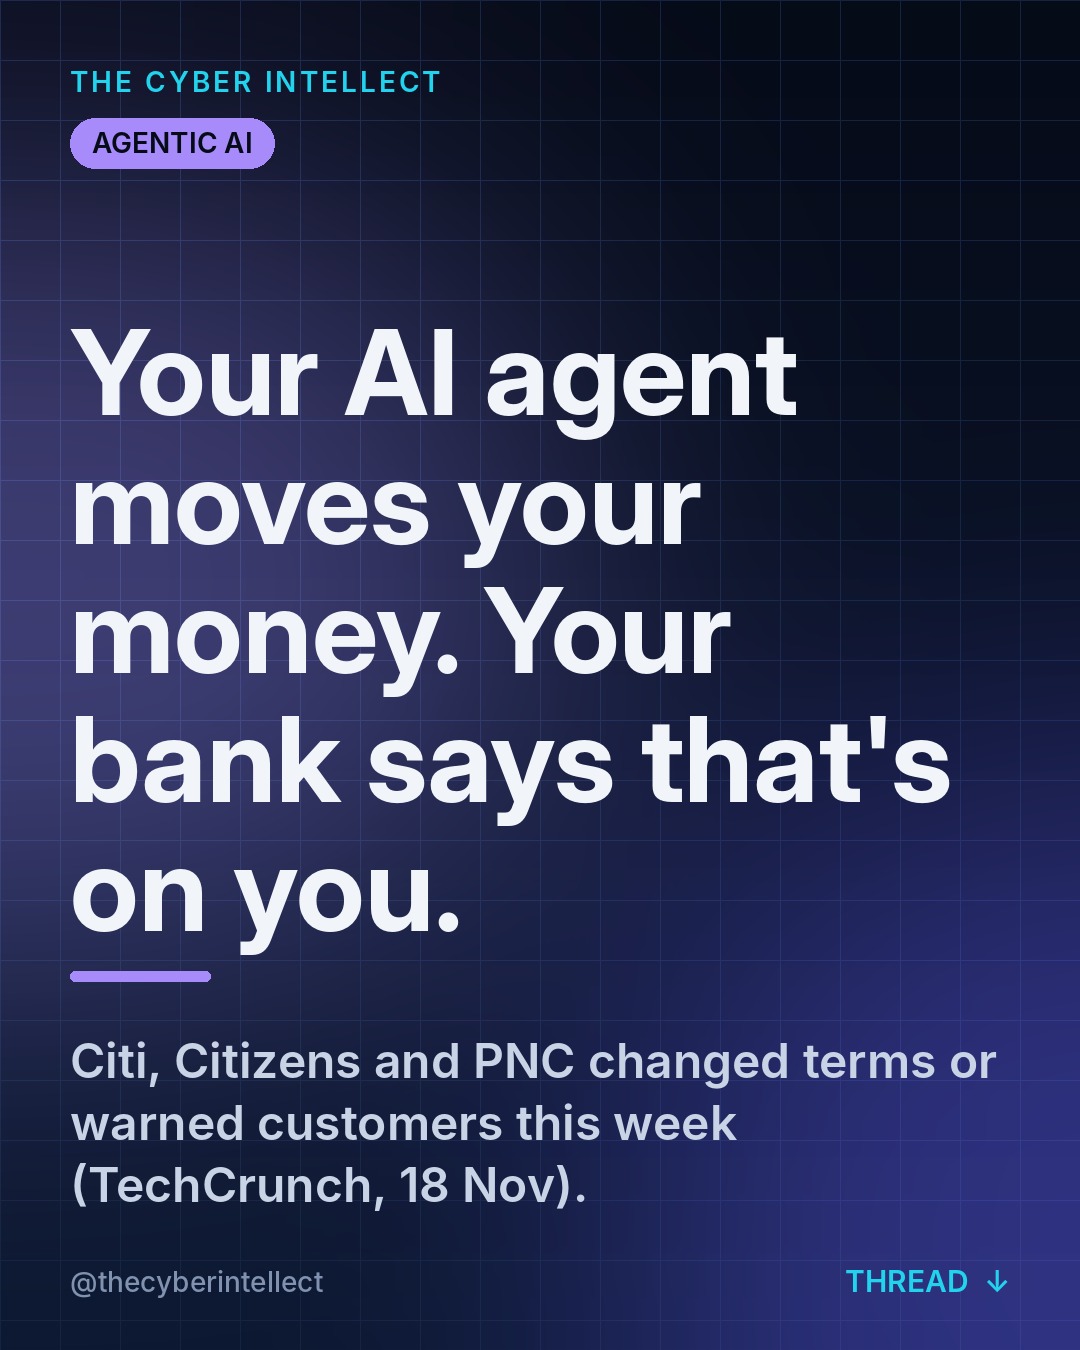 THE CYBER INTELLECT
AGENTIC AI
Your AI agent
moves your
money. Your
bank says that's
on you.
Citi, Citizens and PNC changed terms or
warned customers this week
(TechCrunch, 18 Nov).
@thecyberintellect
THREAD ↓